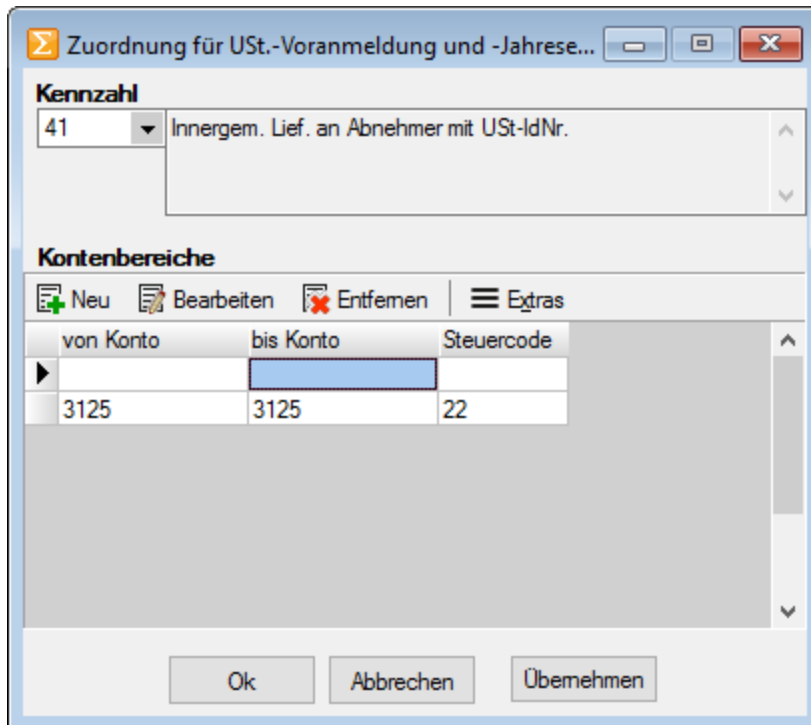 Σ Zuordnung für USt.-Voranmeldung und -Jahrese...
Kennzahl
41 Innergem. Lief. an Abnehmer mit USt-IdNr.
Kontenbereiche
Neu Bearbeiten Entfernen Extras
von Konto bis Konto Steuercode
3125 3125 22
Ok Abbrechen Übernehmen